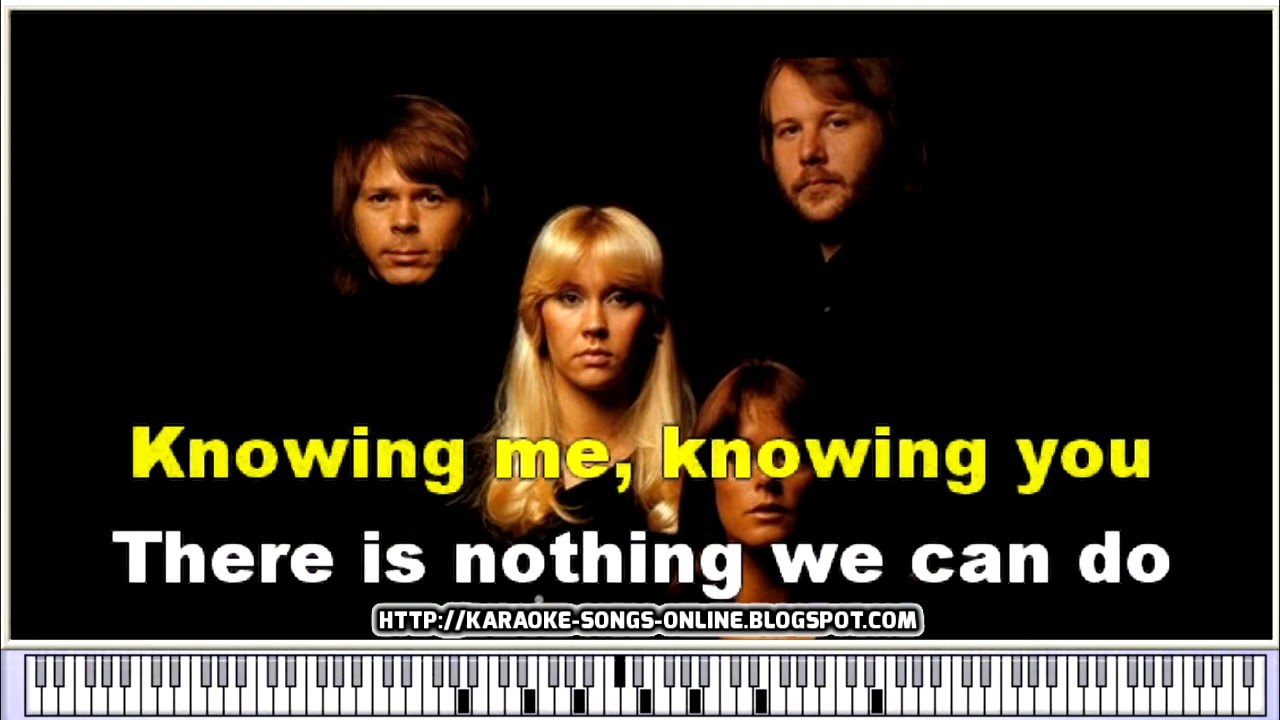 Knowing me, knowing you
There is nothing we can do
HTTP://KARAOKE-SONGS-ONLINE.BLOGSPOT.COM